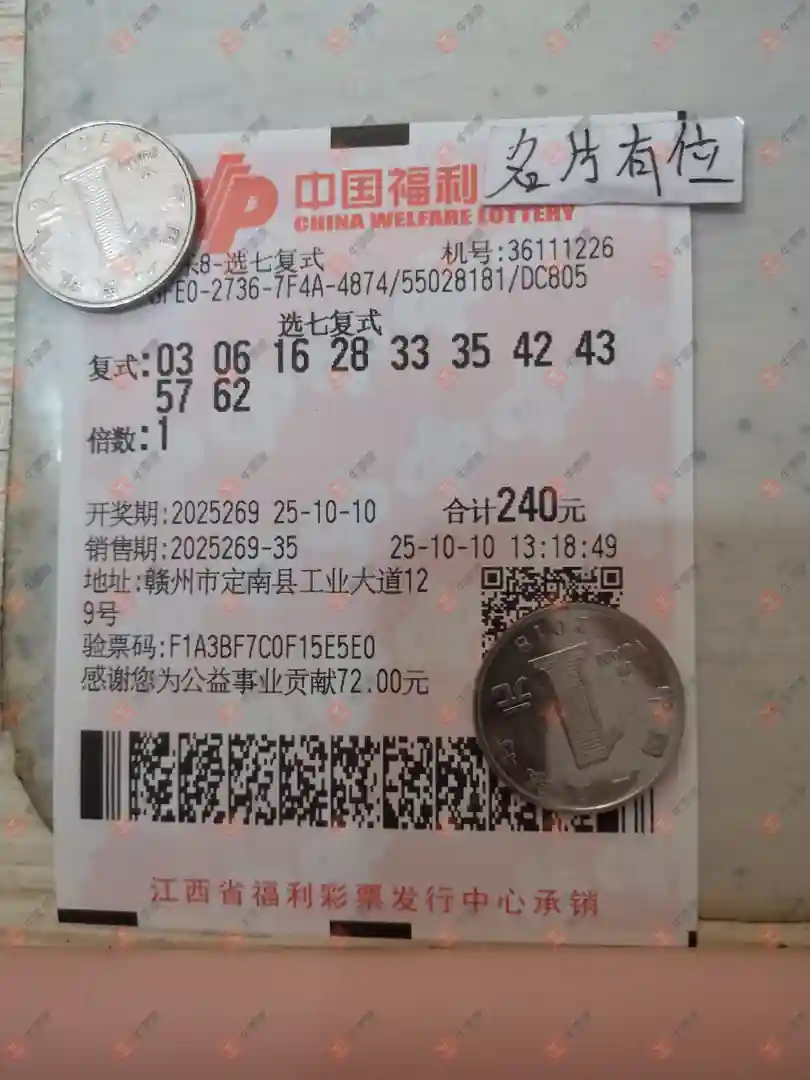 中国福利
CHINA WELFARE LOTTERY
名片有位
8-选七复式
机号:36111226
FE0-2736-7F4A-4874/55028181/DC805
选七复式
复式:03 06 16 28 33 35 42 43
57 62
倍数:1
开奖期:2025269 25-10-10
合计240元
销售期:2025269-35
25-10-10 13:18:49
地址:赣州市定南县工业大道12
9号
验票码:F1A3BF7C0F15E5E0
感谢您为公益事业贡献72.00元
江西省福利彩票发行中心承销